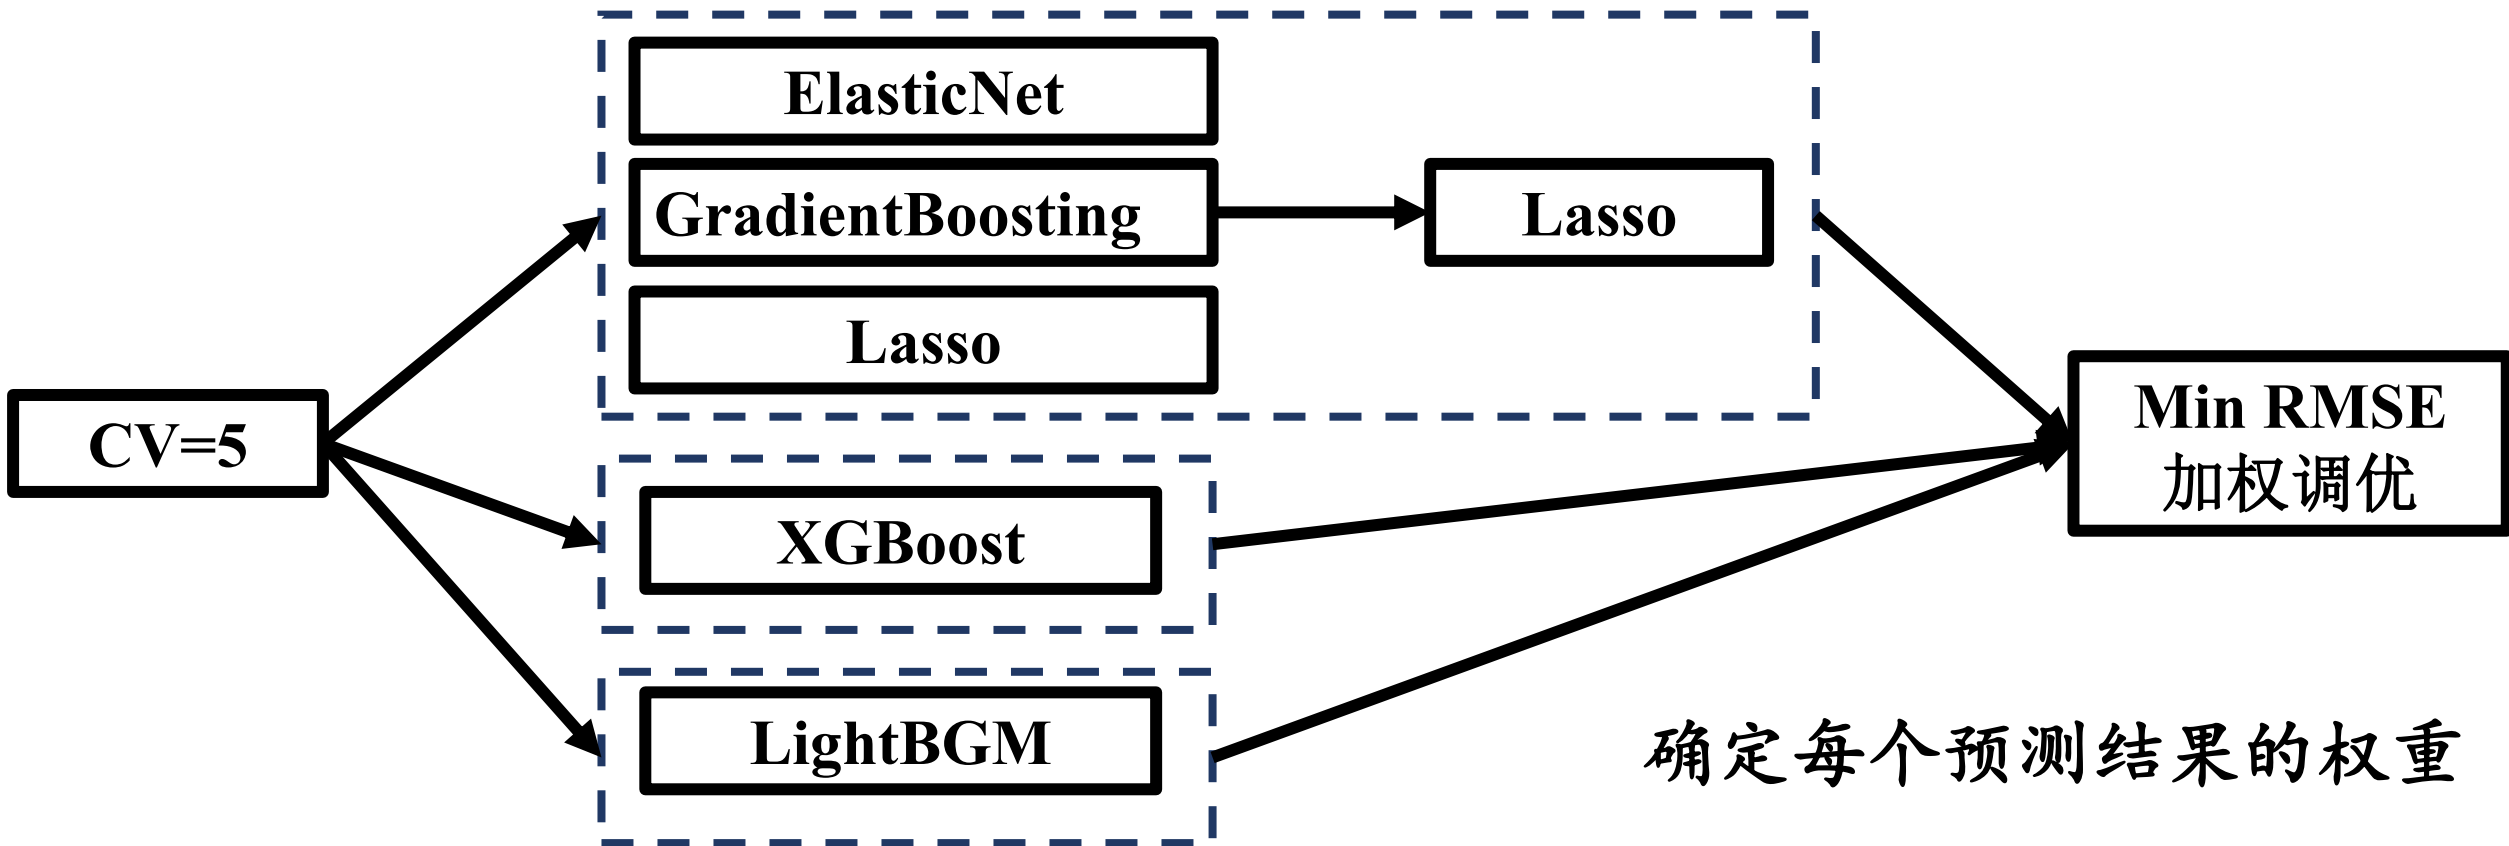 ElasticNet
GradientBoosting
Lasso
Lasso
CV=5
XGBoost
LightBGM
Min RMSE
加权调优
确定每个预测结果的权重